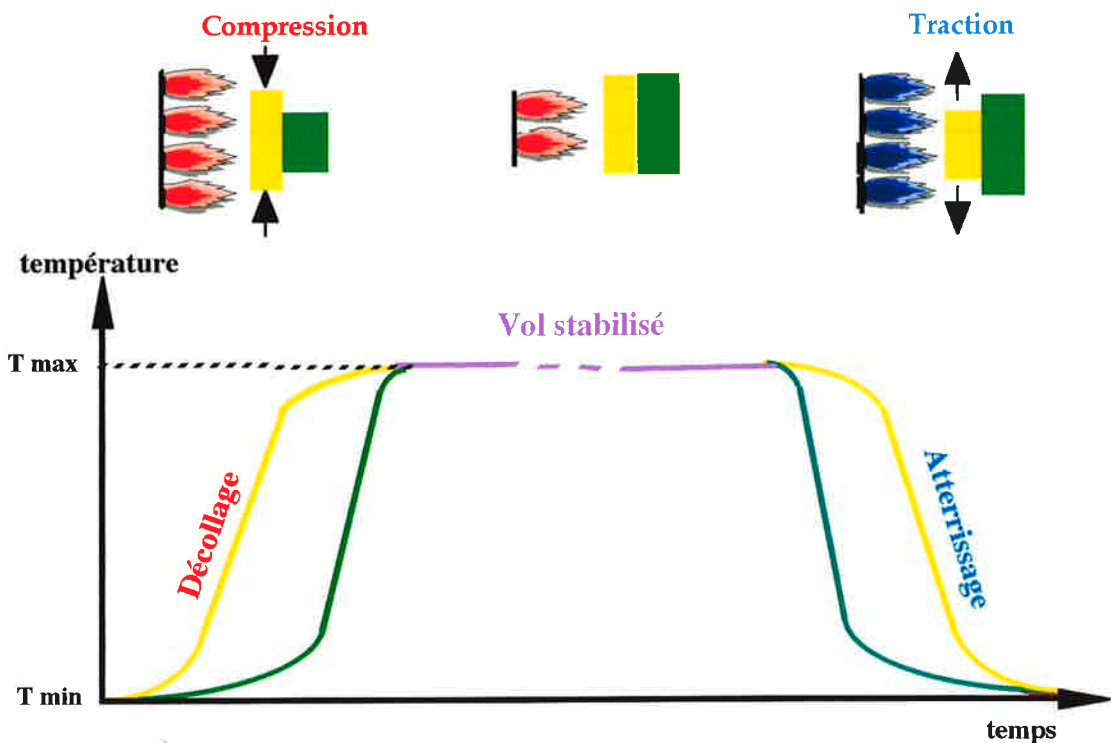 Compression
Traction
température
Vol stabilisé
T max
Décollage
Atterrissage
T min
temps